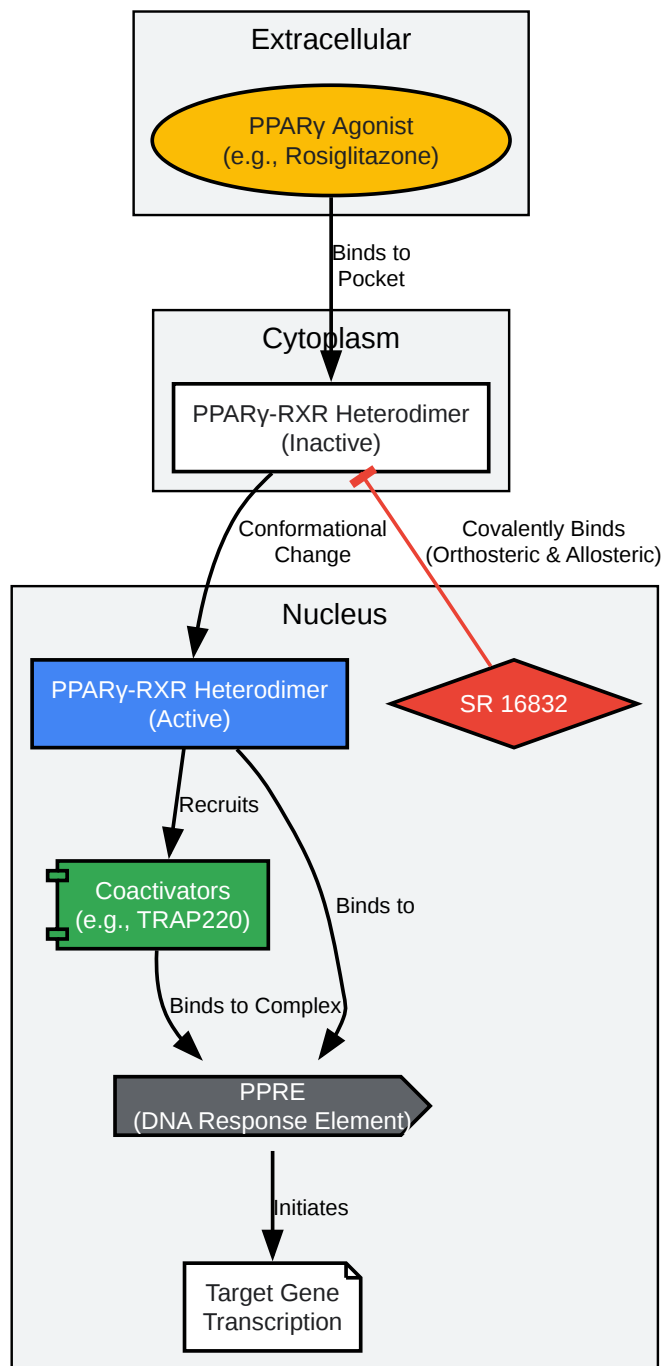 Extracellular
PPARγ Agonist
(e.g., Rosiglitazone)
Binds to
Pocket
Cytoplasm
PPARγ-RXR Heterodimer
(Inactive)
Conformational
Change
Covalently Binds
(Orthosteric & Allosteric)
Nucleus
PPARγ-RXR Heterodimer
(Active)
SR 16832
Recruits
Coactivators
(e.g., TRAP220)
Binds to
Binds to Complex
PPRE
(DNA Response Element)
Initiates
Target Gene
Transcription